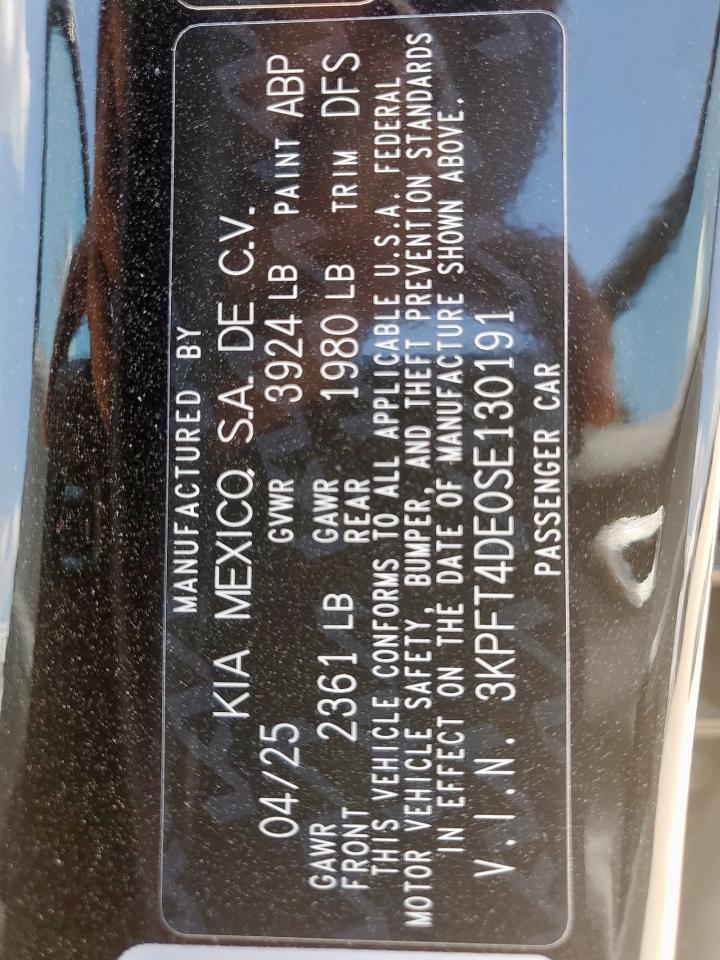 MANUFACTURED BY
KIA MEXICO, S.A. DE C.V.
04/25 GVWR 3924 LB PAINT ABP
GAWR FRONT 2361 LB GAWR REAR 1980 LB TRIM DFS
THIS VEHICLE CONFORMS TO ALL APPLICABLE U.S.A. FEDERAL
MOTOR VEHICLE SAFETY, BUMPER, AND THEFT PREVENTION STANDARDS
IN EFFECT ON THE DATE OF MANUFACTURE SHOWN ABOVE.
V.I.N. 3KPFT4DE0SE130191
PASSENGER CAR